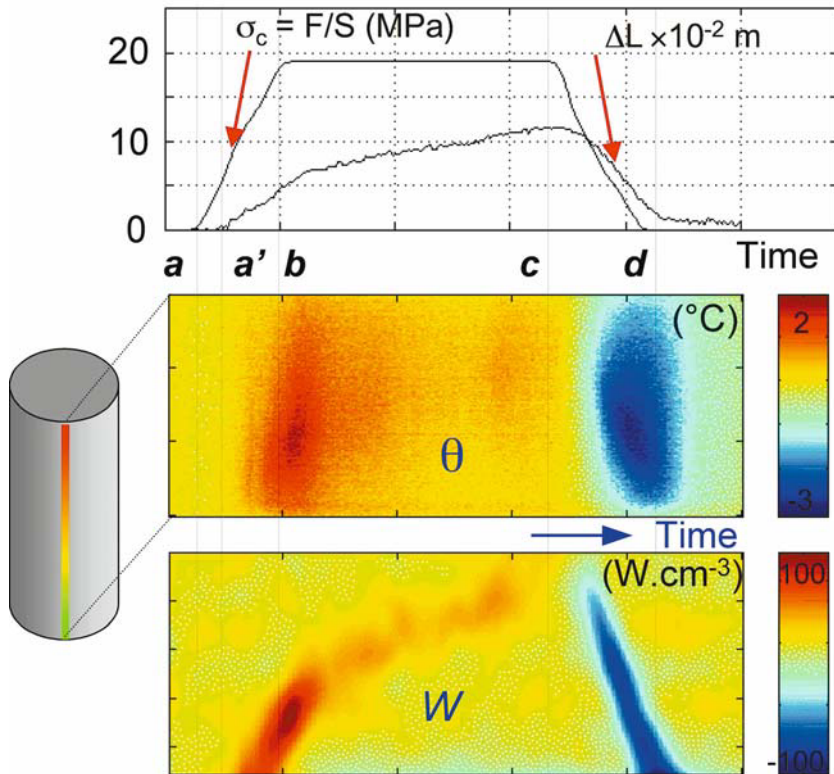 σc = F/S (MPa)
ΔL ×10-2 m
20
10
0
a a’ b c d Time
(°C)
2
θ
-3
Time
(W.cm-3)
100
W
-100